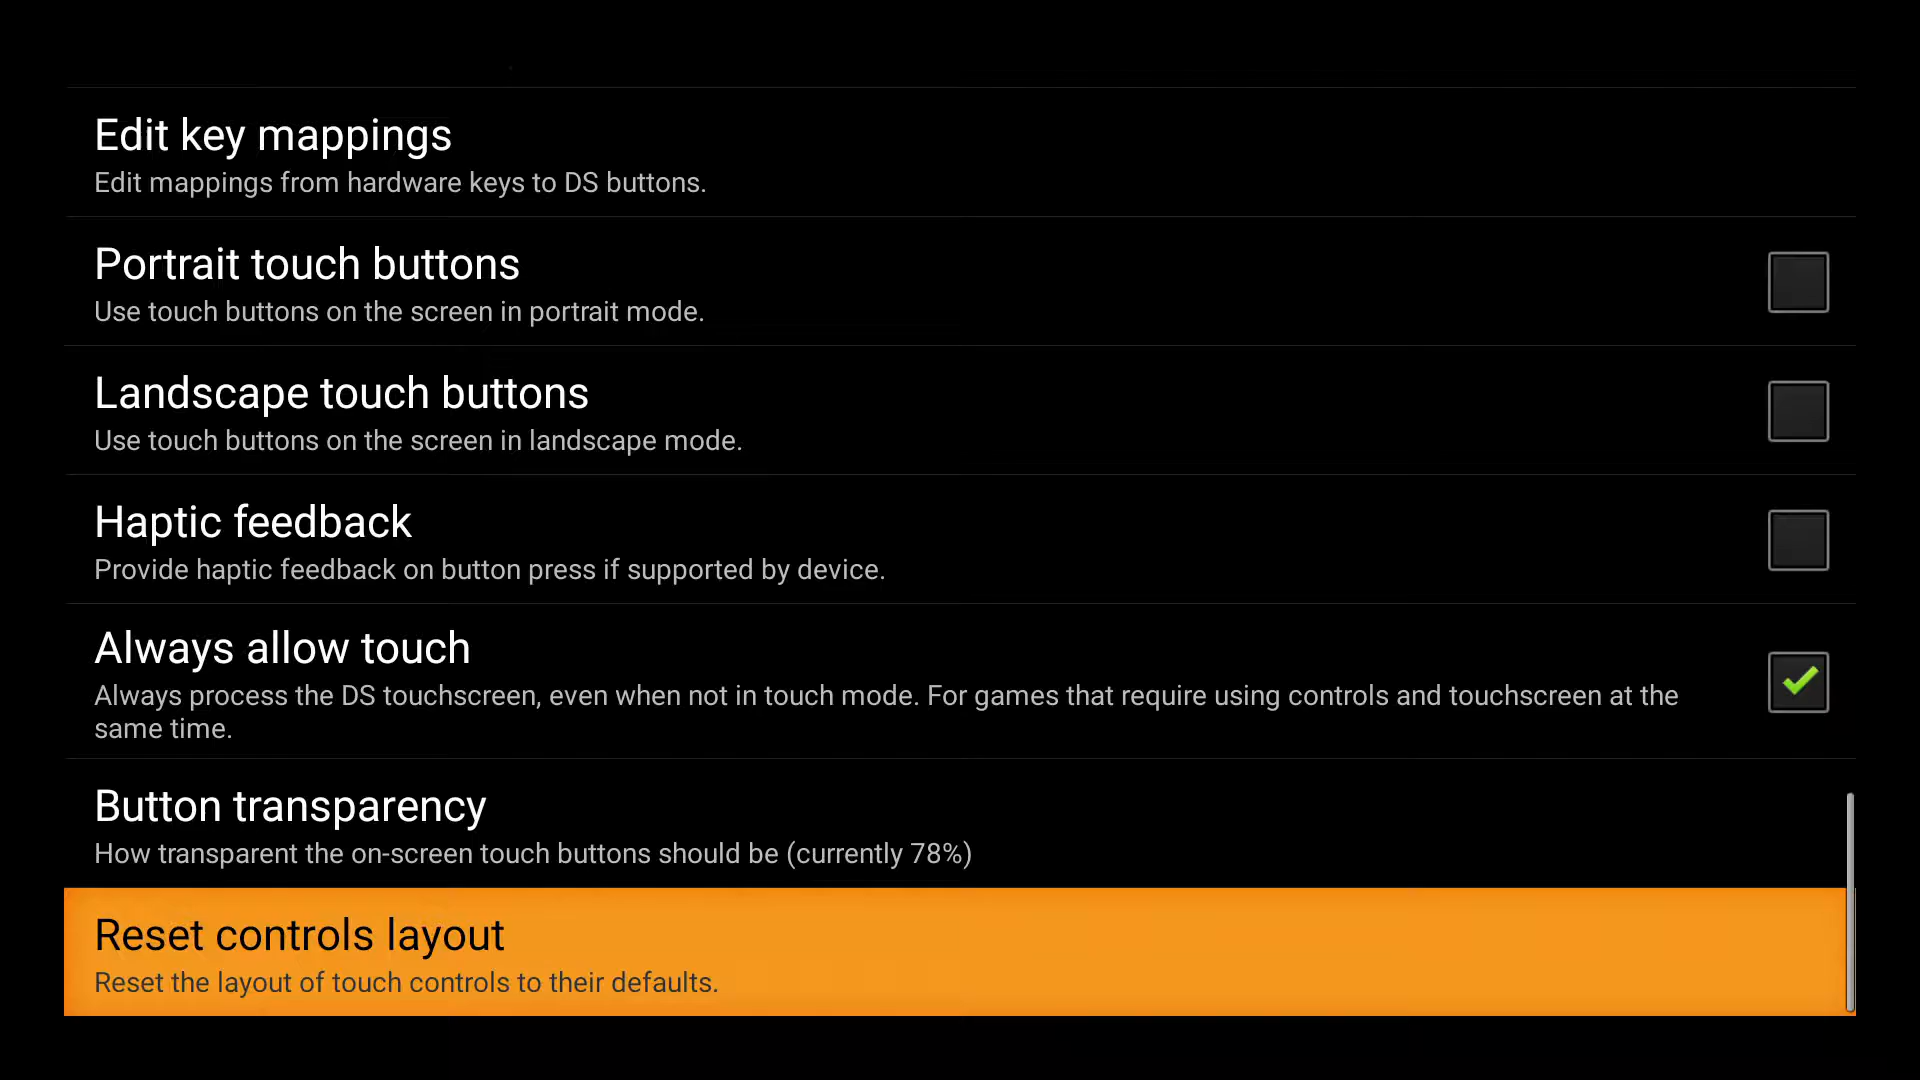 Edit key mappings
Edit mappings from hardware keys to DS buttons.
Portrait touch buttons
Use touch buttons on the screen in portrait mode.
Landscape touch buttons
Use touch buttons on the screen in landscape mode.
Haptic feedback
Provide haptic feedback on button press if supported by device.
Always allow touch
Always process the DS touchscreen, even when not in touch mode. For games that require using controls and touchscreen at the
same time.
Button transparency
How transparent the on-screen touch buttons should be (currently 78%)
Reset controls layout
Reset the layout of touch controls to their defaults.